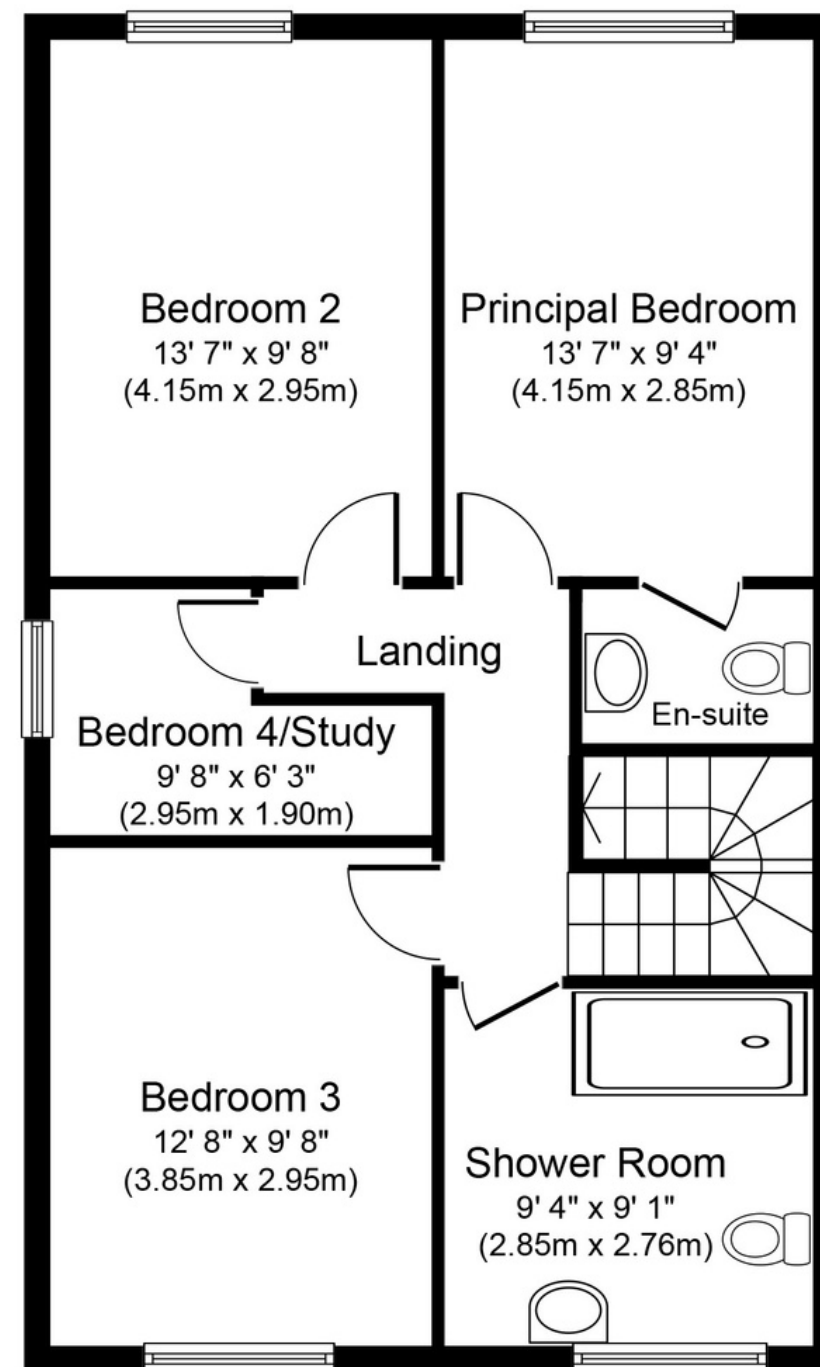 Bedroom 2
13' 7" x 9' 8"
(4.15m x 2.95m)
Principal Bedroom
13' 7" x 9' 4"
(4.15m x 2.85m)
Landing
En-suite
Bedroom 4/Study
9' 8" x 6' 3"
(2.95m x 1.90m)
Bedroom 3
12' 8" x 9' 8"
(3.85m x 2.95m)
Shower Room
9' 4" x 9' 1"
(2.85m x 2.76m)